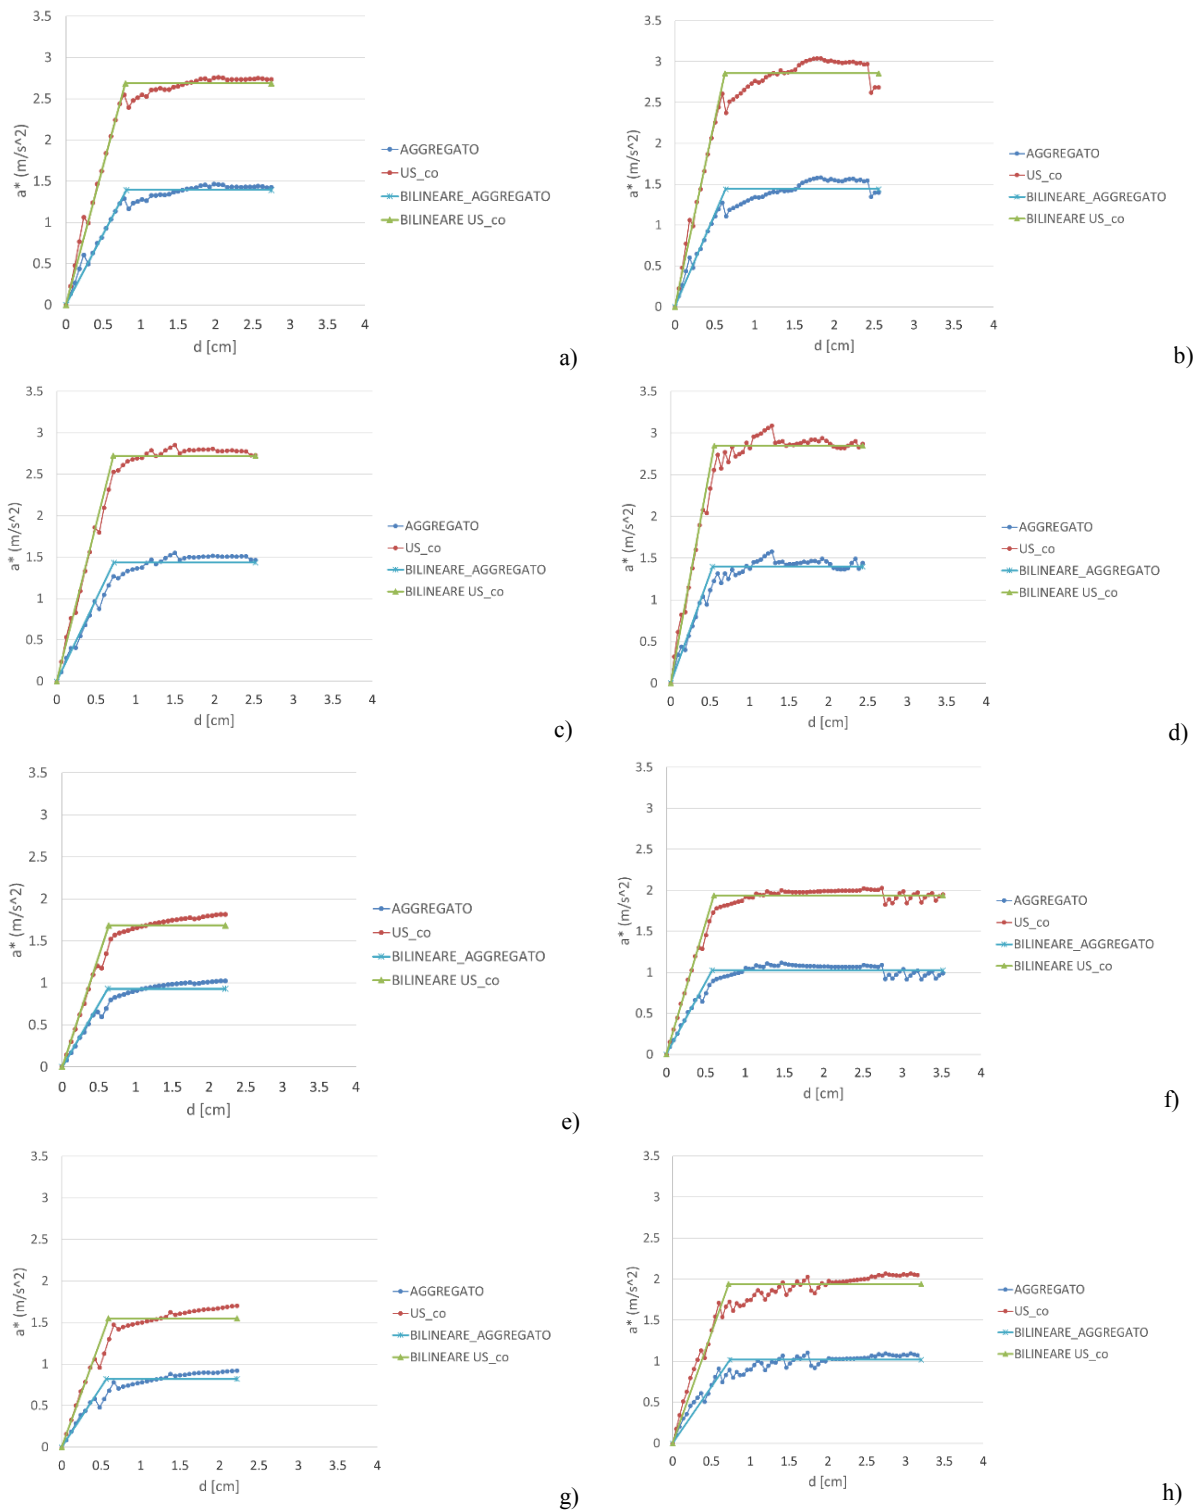 3.5
3
2.5
2
1.5
1
0.5
0
a* (m/s^2)
0 0.5 1 1.5 2 2.5 3 3.5 4
d [cm]
AGGREGATO
US_co
BILINEARE_AGGREGATO
BILINEARE US_co
a)
3.5
3
2.5
2
1.5
1
0.5
0
a* (m/s^2)
0 0.5 1 1.5 2 2.5 3 3.5 4
d [cm]
AGGREGATO
US_co
BILINEARE_AGGREGATO
BILINEARE US_co
b)
3.5
3
2.5
2
1.5
1
0.5
0
a* (m/s^2)
0 0.5 1 1.5 2 2.5 3 3.5 4
d [cm]
AGGREGATO
US_co
BILINEARE_AGGREGATO
BILINEARE US_co
c)
3.5
3
2.5
2
1.5
1
0.5
0
a* (m/s^2)
0 0.5 1 1.5 2 2.5 3 3.5 4
d [cm]
AGGREGATO
US_co
BILINEARE_AGGREGATO
BILINEARE US_co
d)
3.5
3
2.5
2
1.5
1
0.5
0
a* (m/s^2)
0 0.5 1 1.5 2 2.5 3 3.5 4
d [cm]
AGGREGATO
US_co
BILINEARE_AGGREGATO
BILINEARE US_co
e)
3.5
3
2.5
2
1.5
1
0.5
0
a* (m/s^2)
0 0.5 1 1.5 2 2.5 3 3.5 4
d [cm]
AGGREGATO
US_co
BILINEARE_AGGREGATO
BILINEARE US_co
f)
3.5
3
2.5
2
1.5
1
0.5
0
a* (m/s^2)
0 0.5 1 1.5 2 2.5 3 3.5 4
d [cm]
AGGREGATO
US_co
BILINEARE_AGGREGATO
BILINEARE US_co
g)
3.5
3
2.5
2
1.5
1
0.5
0
a* (m/s^2)
0 0.5 1 1.5 2 2.5 3 3.5 4
d [cm]
AGGREGATO
US_co
BILINEARE_AGGREGATO
BILINEARE US_co
h)